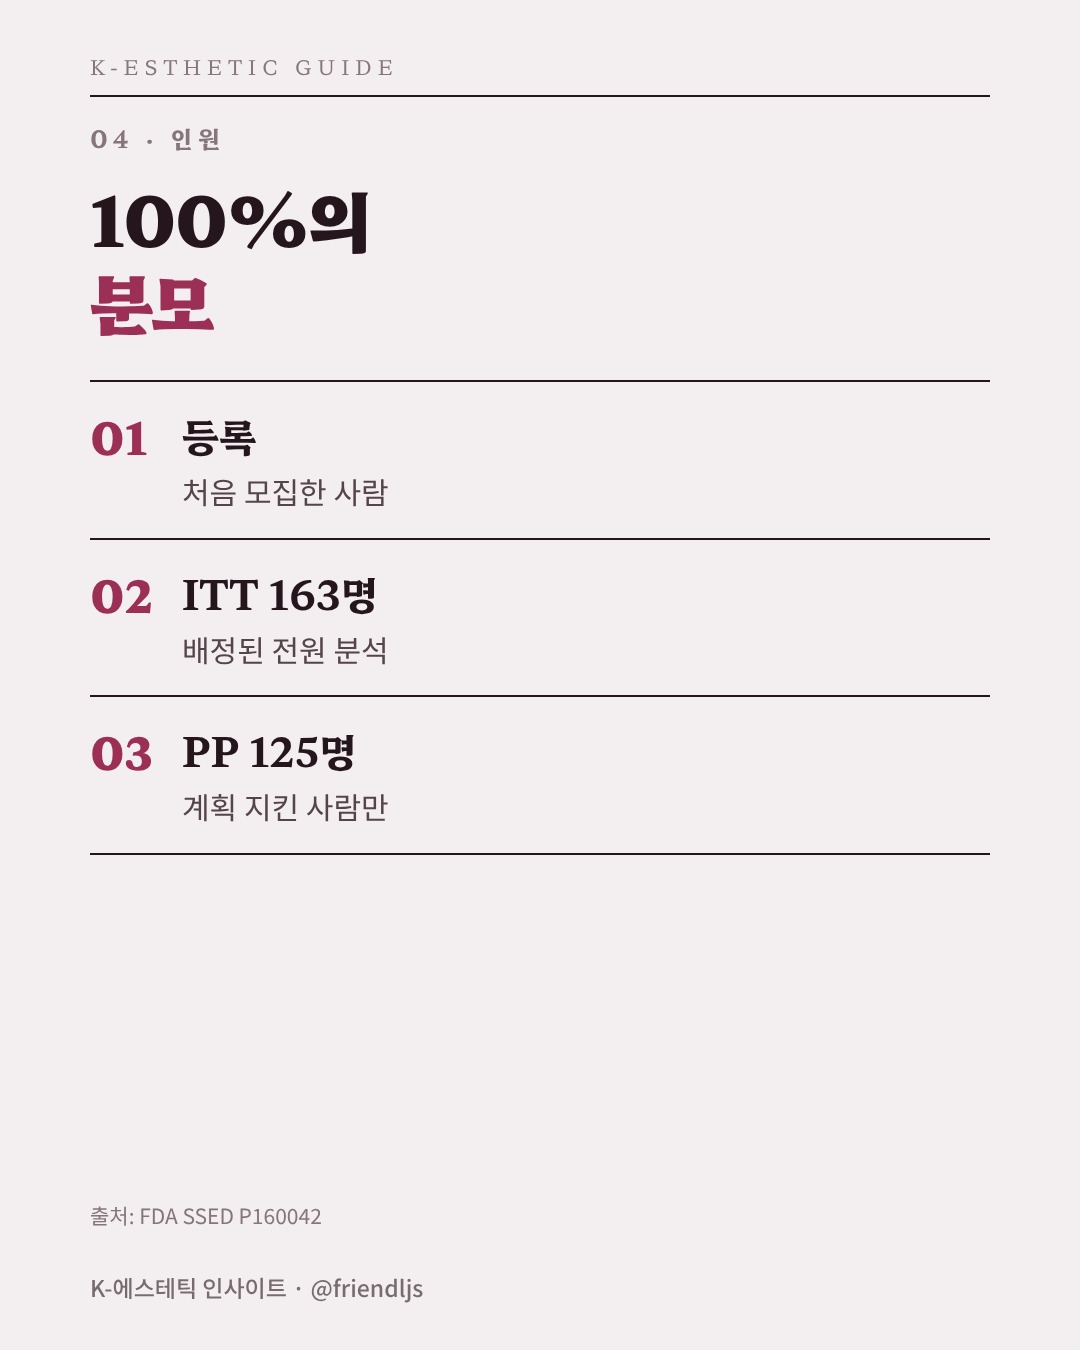 K-ESTHETIC GUIDE
04 · 인원
100%의
분모
01 등록
처음 모집한 사람
02 ITT 163명
배정된 전원 분석
03 PP 125명
계획 지킨 사람만
출처: FDA SSED P160042
K-에스테틱 인사이트 · @friendljs